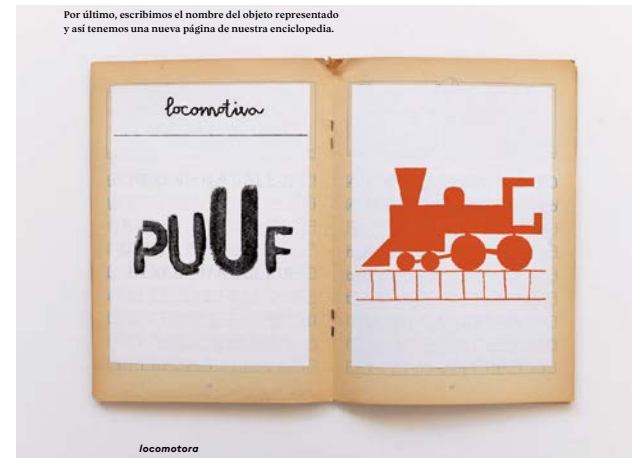 Por último, escribimos el nombre del objeto representado
y así tenemos una nueva página de nuestra enciclopedia.
locomotiva
PUUF
locomotora